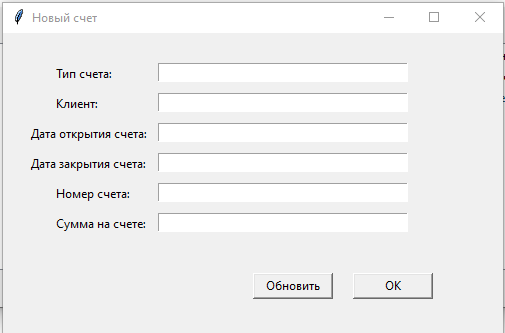 Новый счет
Тип счета:
Клиент:
Дата открытия счета:
Дата закрытия счета:
Номер счета:
Сумма на счете:
Обновить OK